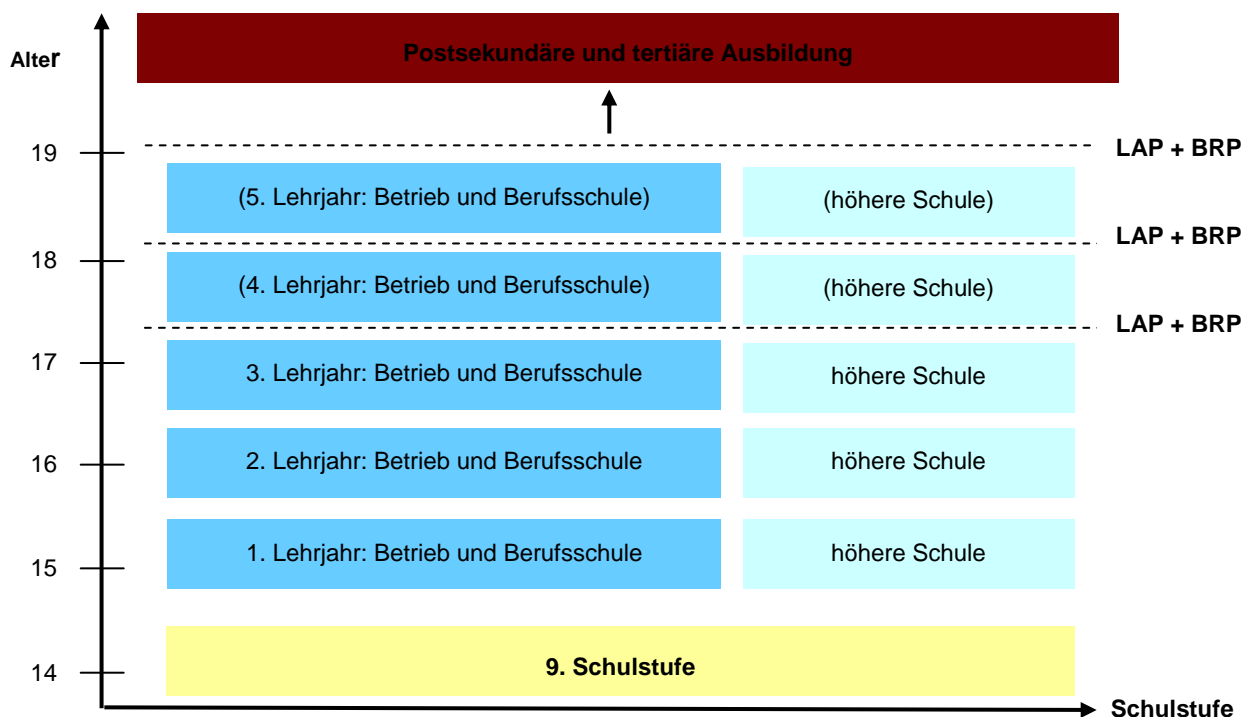 Postsekundäre und tertiäre Ausbildung
Alter
19
LAP + BRP
(5. Lehrjahr: Betrieb und Berufsschule)
(höhere Schule)
LAP + BRP
18
(4. Lehrjahr: Betrieb und Berufsschule)
(höhere Schule)
LAP + BRP
17
3. Lehrjahr: Betrieb und Berufsschule
höhere Schule
16
2. Lehrjahr: Betrieb und Berufsschule
höhere Schule
15
1. Lehrjahr: Betrieb und Berufsschule
höhere Schule
14
9. Schulstufe
Schulstufe